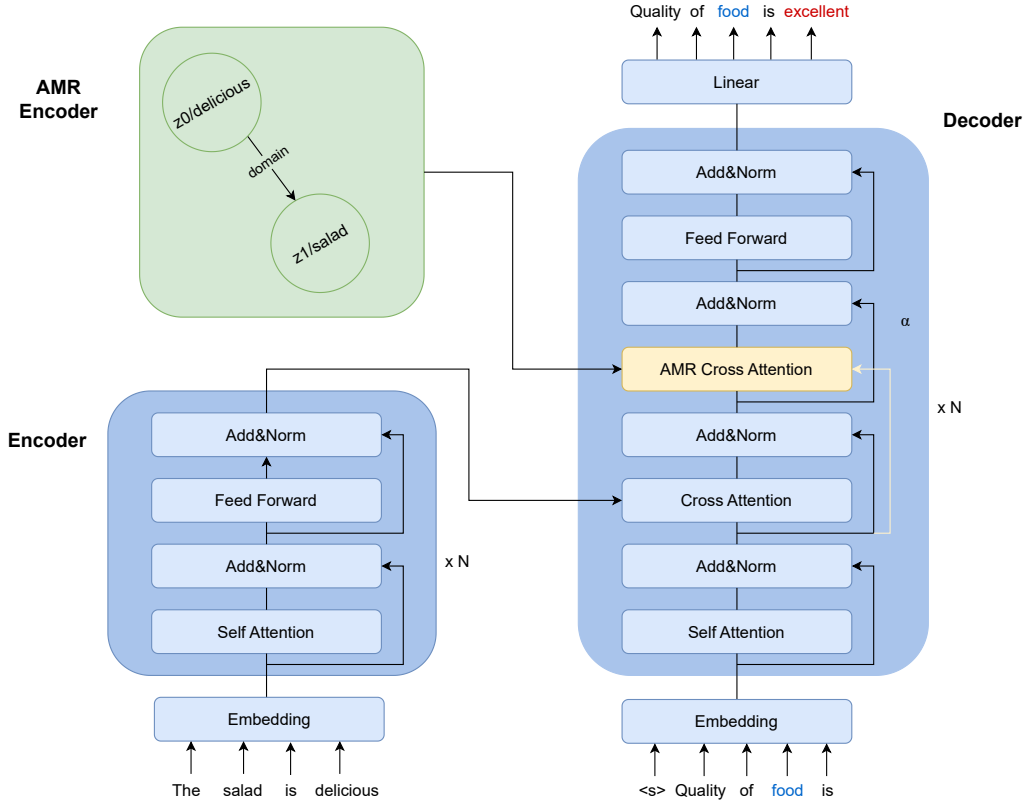 AMR
Encoder
z0/delicious
domain
z1/salad
Encoder
Add&Norm
Feed Forward
Add&Norm
Self Attention
x N
Embedding
The salad is delicious
Quality of food is excellent
Linear
Decoder
Add&Norm
Feed Forward
Add&Norm
α
AMR Cross Attention
x N
Add&Norm
Cross Attention
Add&Norm
Self Attention
Embedding
<s> Quality of food is